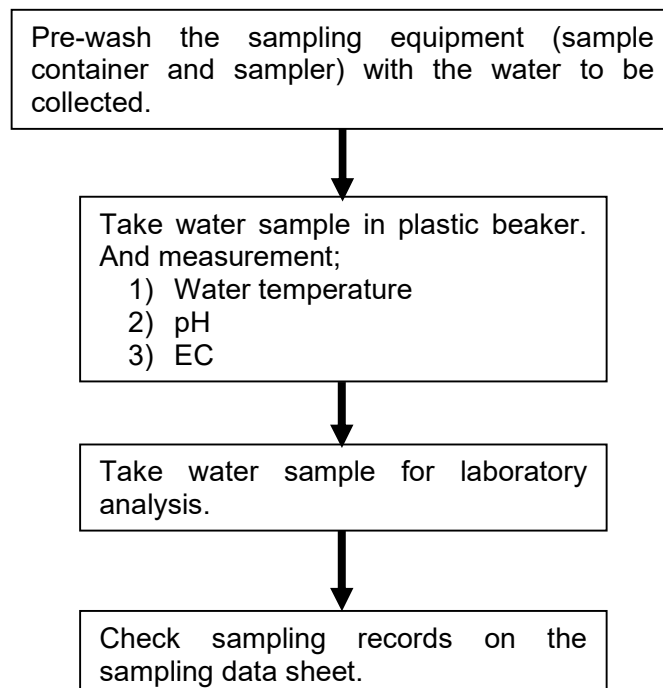 Pre-wash the sampling equipment (sample
container and sampler) with the water to be
collected.
Take water sample in plastic beaker.
And measurement;
1) Water temperature
2) pH
3) EC
Take water sample for laboratory
analysis.
Check sampling records on the
sampling data sheet.